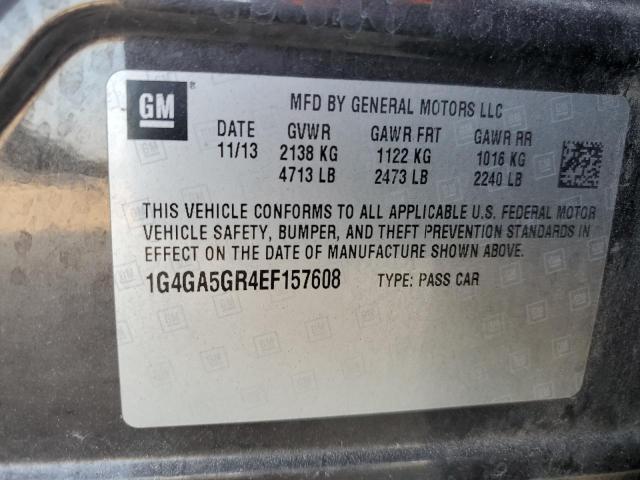 GM
MFD BY GENERAL MOTORS LLC
DATE GVWR GAWR FRT GAWR RR
11/13 2138 KG 1122 KG 1016 KG
4713 LB 2473 LB 2240 LB
THIS VEHICLE CONFORMS TO ALL APPLICABLE U.S. FEDERAL MOTOR
VEHICLE SAFETY, BUMPER, AND THEFT PREVENTION STANDARDS IN
EFFECT ON THE DATE OF MANUFACTURE SHOWN ABOVE.
1G4GA5GR4EF157608 TYPE: PASS CAR